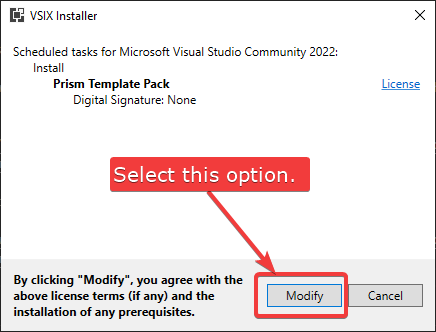 VSIX Installer
Scheduled tasks for Microsoft Visual Studio Community 2022:
Install
Prism Template Pack
License
Digital Signature: None
Select this option.
By clicking "Modify", you agree with the
above license terms (if any) and the
installation of any prerequisites.
Modify
Cancel